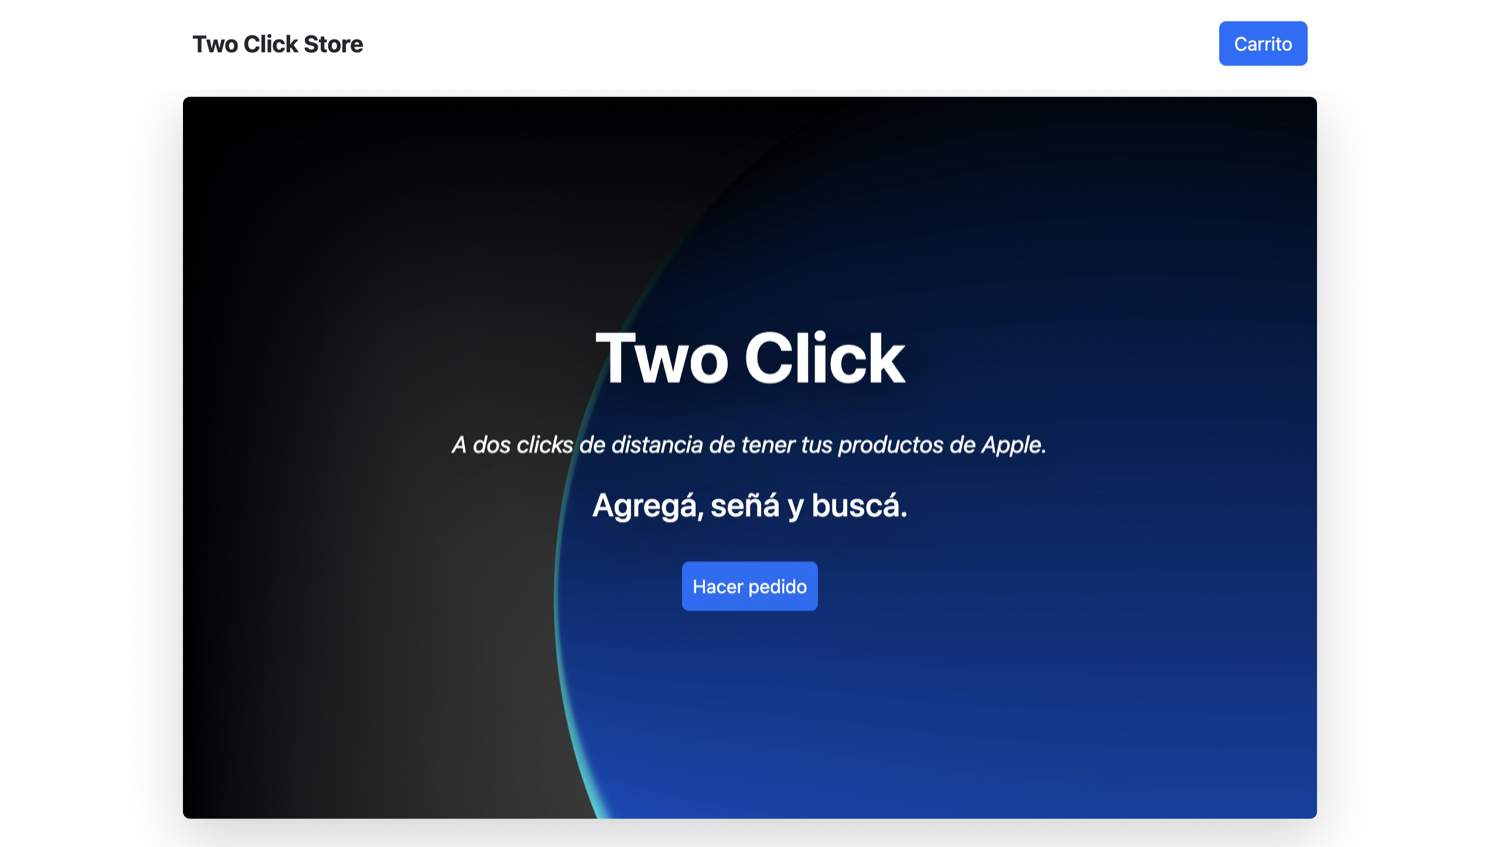 Two Click Store
Carrito
Two Click
A dos clicks de distancia de tener tus productos de Apple.
Agregá, señá y buscá.
Hacer pedido